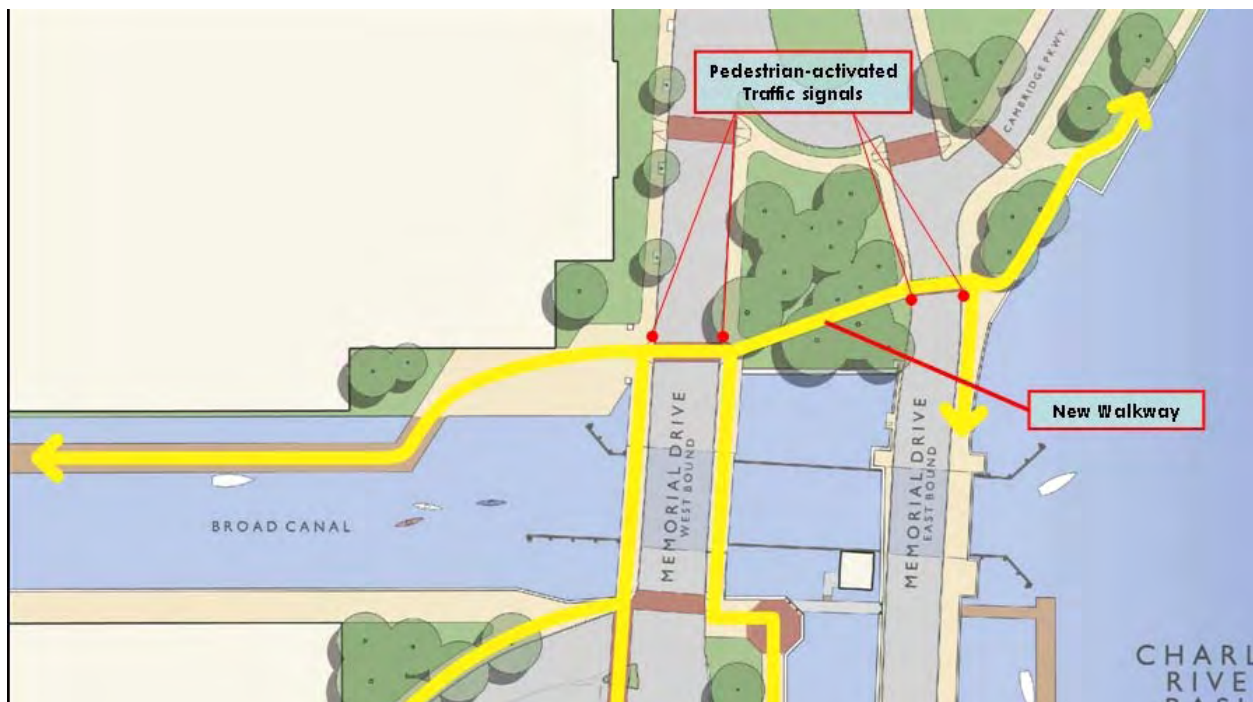 Pedestrian-activated
Traffic signals
CAMBRIDGE PKWY.
New Walkway
MEMORIAL DRIVE
WEST BOUND
MEMORIAL DRIVE
EAST BOUND
BROAD CANAL
CHARL
RIVE
BASI